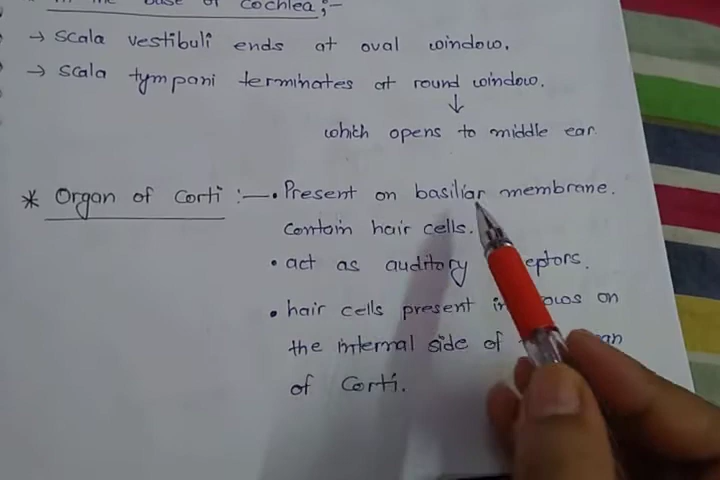 base of cochlea;-
→ scala vestibuli ends at oval window.
→ scala tympani terminates at round window.
↓
which opens to middle ear.
* Organ of Corti :— • Present on basiliar membrane.
Contain hair cells.
• act as auditory
• hair cells present on
the internal side of
of Corti.